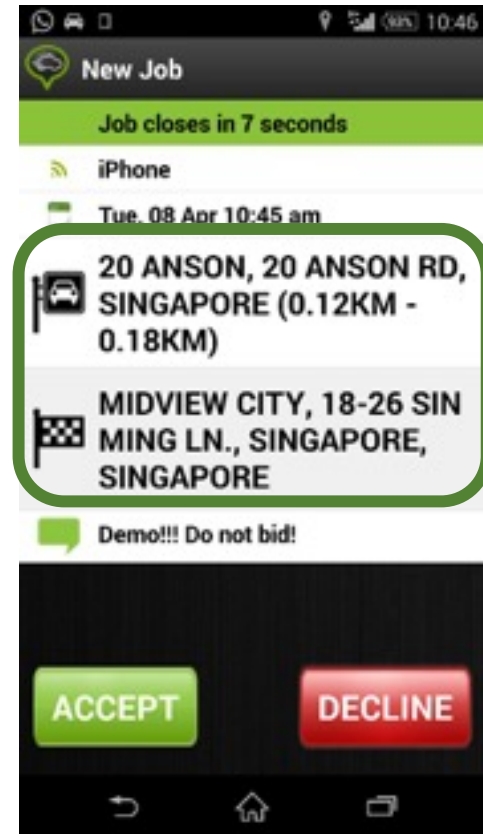 93% 10:46
New Job
Job closes in 7 seconds
iPhone
Tue, 08 Apr 10:45 am
20 ANSON, 20 ANSON RD,
SINGAPORE (0.12KM -
0.18KM)
MIDVIEW CITY, 18-26 SIN
MING LN., SINGAPORE,
SINGAPORE
Demo!!! Do not bid!
ACCEPT DECLINE